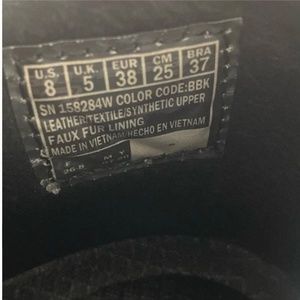 U.S. U.K. EUR CM BRA
8 5 38 25 37
SN 158284W COLOR CODE:BBK
LEATHER/TEXTILE/SYNTHETIC UPPER
FAUX FUR LINING
MADE IN VIETNAM/HECHO EN VIETNAM